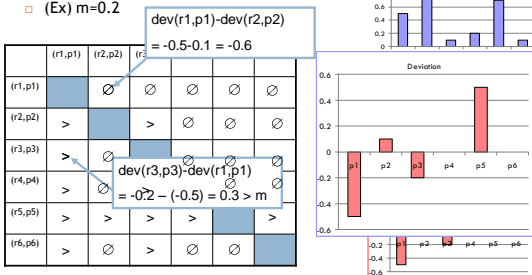 (Ex) m=0.2
dev(r1,p1)-dev(r2,p2)
= -0.5-0.1 = -0.6
(r1,p1) (r2,p2)
(r1,p1) ∅ ∅ ∅ ∅ ∅
(r2,p2) > > ∅ ∅ ∅
(r3,p3) > ∅ ∅ ∅ ∅
dev(r3,p3)-dev(r1,p1)
= -0.2 – (-0.5) = 0.3 > m
(r4,p4) > ∅ ∅ ∅
(r5,p5) > > > > >
(r6,p6) > ∅ > ∅ ∅
0.6
0.4
0.2
0
Deviation
0.6
0.4
0.2
0
p1 p2 p3 p4 p5 p6
-0.2
-0.4
-0.6
-0.2 p1 p2 p3 p4 p5 p6
-0.4
-0.6